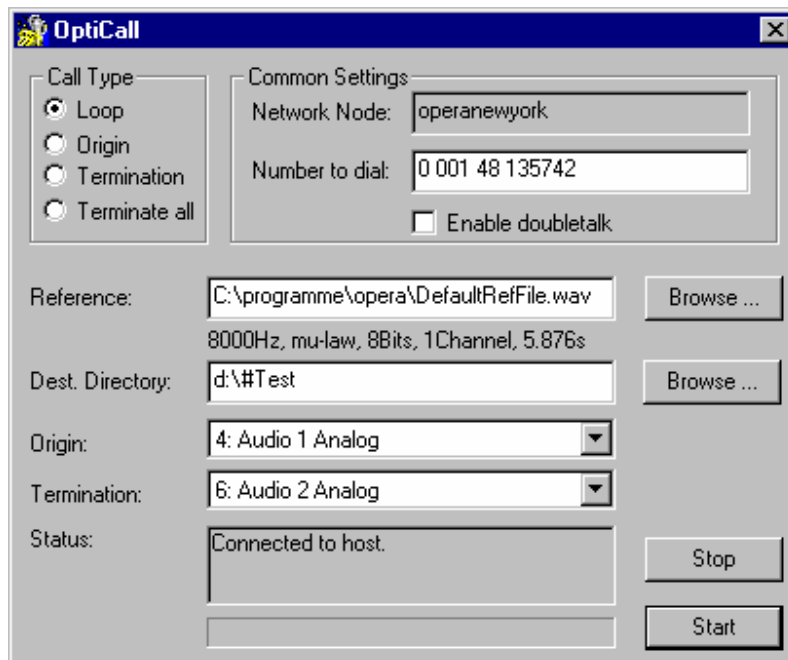 OptiCall
Call Type
Loop
Origin
Termination
Terminate all
Common Settings
Network Node: operanewyork
Number to dial: 0 001 48 135742
Enable doubletalk
Reference: C:\programme\opera\DefaultRefFile.wav Browse ...
8000Hz, mu-law, 8Bits, 1Channel, 5.876s
Dest. Directory: d:\#Test Browse ...
Origin: 4: Audio 1 Analog
Termination: 6: Audio 2 Analog
Status: Connected to host.
Stop
Start